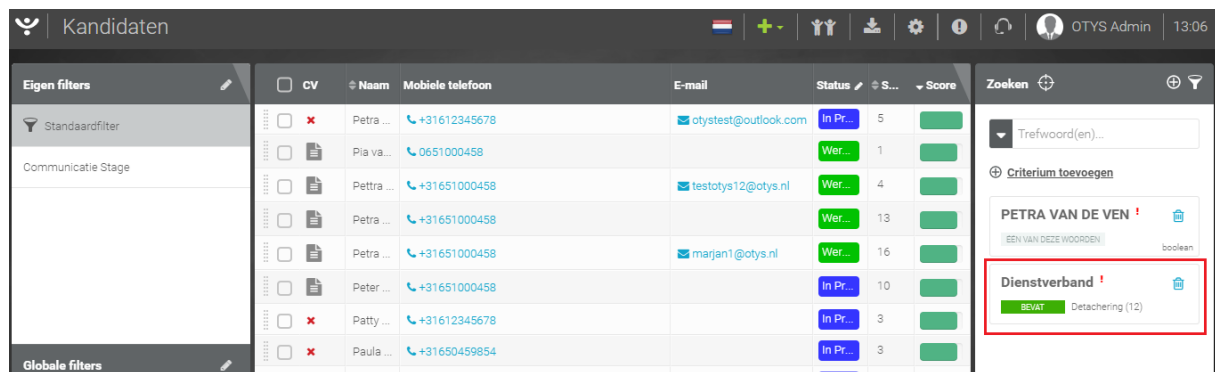 Kandidaten
OTYS Admin
13:06
Eigen filters
Standaardfilter
Communicatie Stage
Globale filters
CV Naam Mobiele telefoon E-mail Status S... Score
Petra ... +31612345678 otystest@outlook.com In Pr... 5
Pia va... 0651000458 Wer... 1
Pettra ... +31651000458 testotys12@otys.nl Wer... 4
Petra ... +31651000458 Wer... 13
Petra ... +31651000458 marjan1@otys.nl Wer... 16
Peter ... +31651000458 In Pr... 10
Patty ... +31612345678 In Pr... 3
Paula ... +31650459854 In Pr... 3
Zoeken
Trefwoord(en)...
Criterium toevoegen
PETRA VAN DE VEN !
EEN VAN DEZE WOORDEN
boolean
Dienstverband !
BEVAT Detachering (12)